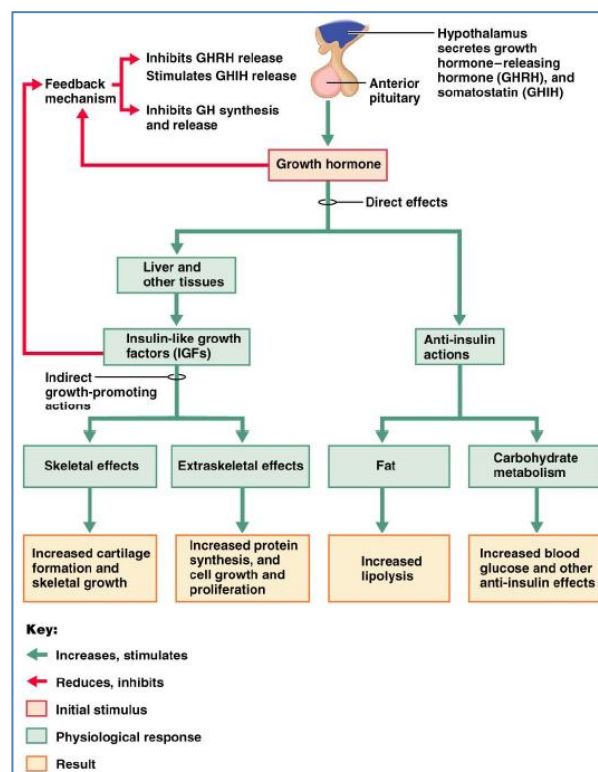 Inhibits GHRH release
Stimulates GHIH release
Feedback
mechanism
Inhibits GH synthesis
and release
Hypothalamus
secretes growth
hormone–releasing
hormone (GHRH), and
somatostatin (GHIH)
Anterior
pituitary
Growth hormone
Direct effects
Liver and
other tissues
Insulin-like growth
factors (IGFs)
Anti-insulin
actions
Indirect
growth-promoting
actions
Skeletal effects
Extraskeletal effects
Fat
Carbohydrate
metabolism
Increased cartilage
formation and
skeletal growth
Increased protein
synthesis, and
cell growth and
proliferation
Increased
lipolysis
Increased blood
glucose and other
anti-insulin effects
Key:
Increases, stimulates
Reduces, inhibits
Initial stimulus
Physiological response
Result